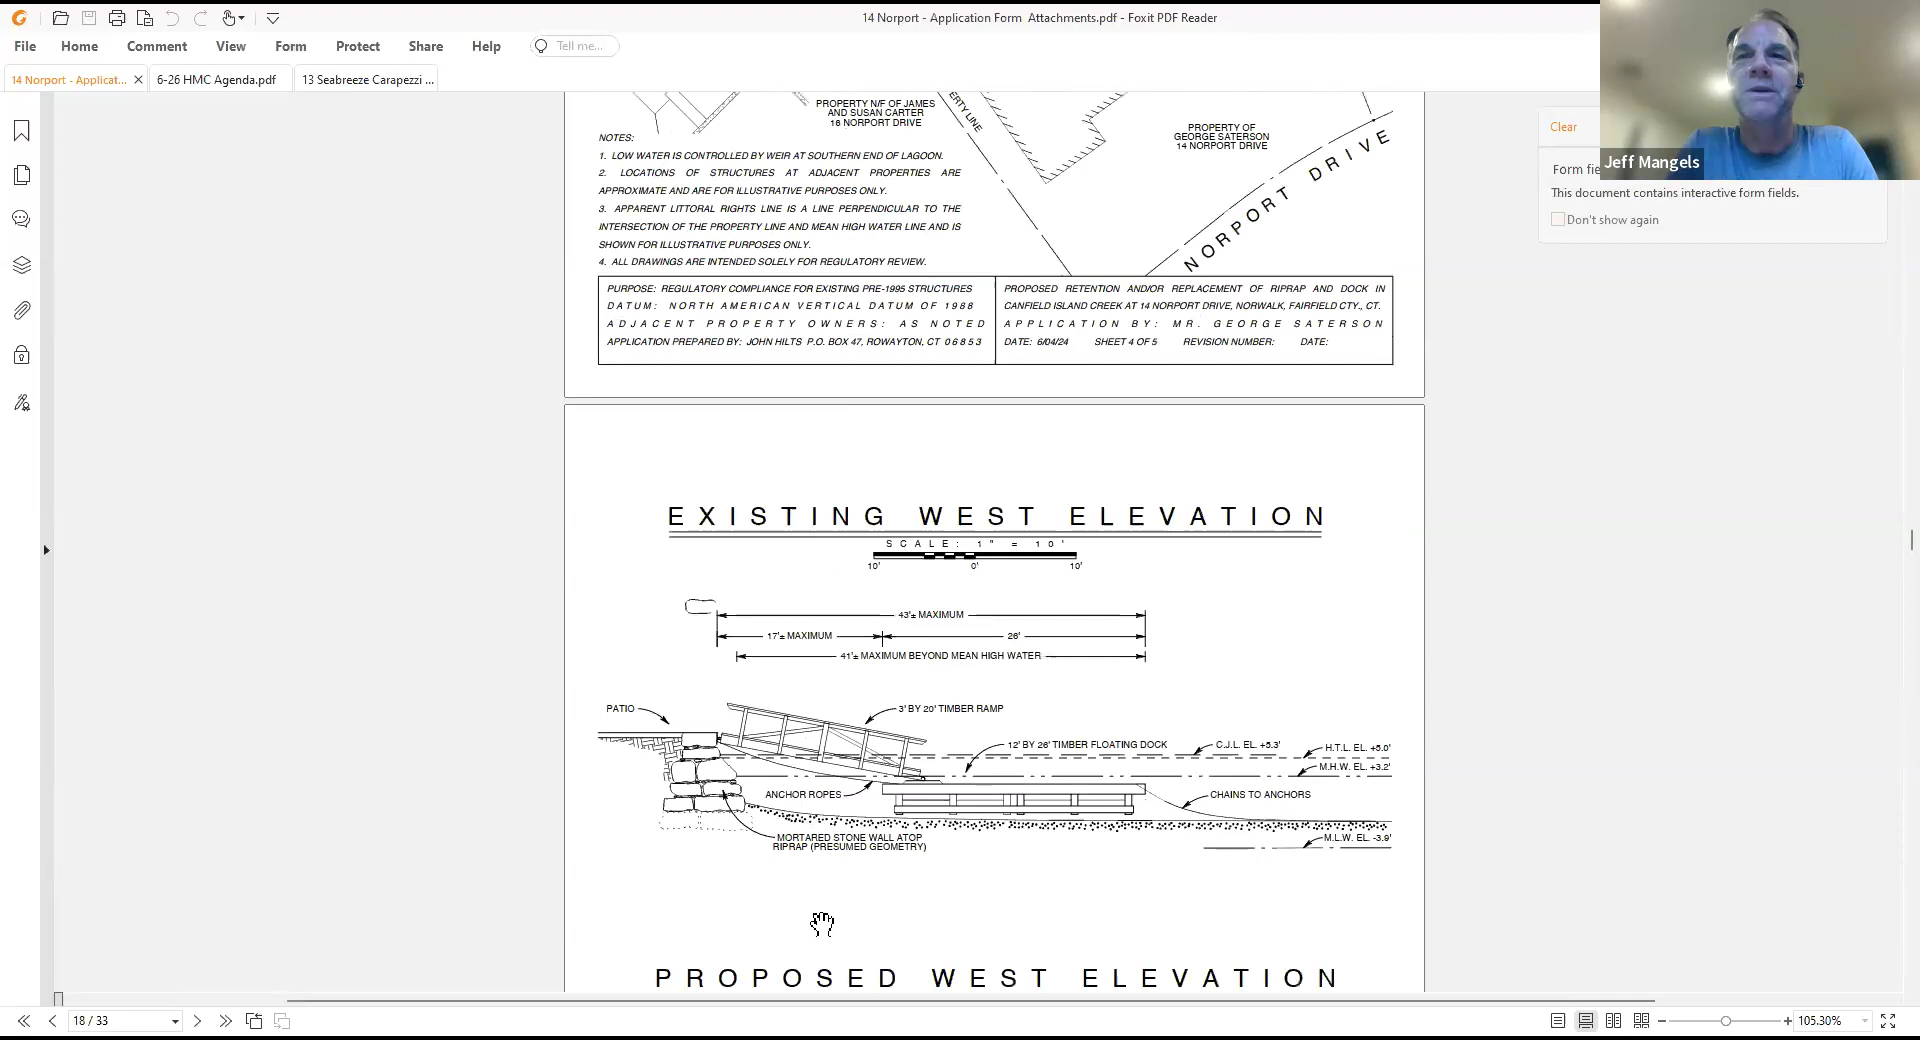 14 Norport - Application Form  Attachments.pdf - Foxit PDF Reader
File Home Comment View Form Protect Share Help Tell me...
14 Norport - Applicat... 6-26 HMC Agenda.pdf 13 Seabreeze Carapezzi ...
Clear
This document contains interactive form fields.
Don't show again
Jeff Mangels
PROPERTY N/F OF JAMES
AND SUSAN CARTER
16 NORPORT DRIVE
ERTY LINE
PROPERTY OF
GEORGE SATERSON
14 NORPORT DRIVE
NORPORT DRIVE
NOTES:
1. LOW WATER IS CONTROLLED BY WEIR AT SOUTHERN END OF LAGOON.
2. LOCATIONS OF STRUCTURES AT ADJACENT PROPERTIES ARE
APPROXIMATE AND ARE FOR ILLUSTRATIVE PURPOSES ONLY.
3. APPARENT LITTORAL RIGHTS LINE IS A LINE PERPENDICULAR TO THE
INTERSECTION OF THE PROPERTY LINE AND MEAN HIGH WATER LINE AND IS
SHOWN FOR ILLUSTRATIVE PURPOSES ONLY.
4. ALL DRAWINGS ARE INTENDED SOLELY FOR REGULATORY REVIEW.
PURPOSE: REGULATORY COMPLIANCE FOR EXISTING PRE-1995 STRUCTURES
DATUM: NORTH AMERICAN VERTICAL DATUM OF 1988
ADJACENT PROPERTY OWNERS: AS NOTED
APPLICATION PREPARED BY: JOHN HILTS P.O. BOX 47, ROWAYTON, CT 06853
PROPOSED RETENTION AND/OR REPLACEMENT OF RIPRAP AND DOCK IN
CANFIELD ISLAND CREEK AT 14 NORPORT DRIVE, NORWALK, FAIRFIELD CTY., CT.
APPLICATION BY: MR. GEORGE SATERSON
DATE: 6/04/24 SHEET 4 OF 5 REVISION NUMBER: DATE:
EXISTING WEST ELEVATION
SCALE: 1" = 10'
10' 0' 10'
43'± MAXIMUM
17'± MAXIMUM 26'
41'± MAXIMUM BEYOND MEAN HIGH WATER
PATIO
3' BY 20' TIMBER RAMP
12' BY 26' TIMBER FLOATING DOCK
C.J.L. EL. +5.3'
H.T.L. EL. +5.0'
M.H.W. EL. +3.2'
ANCHOR ROPES
CHAINS TO ANCHORS
MORTARED STONE WALL ATOP
RIPRAP (PRESUMED GEOMETRY)
M.L.W. EL. -3.9'
PROPOSED WEST ELEVATION
18 / 33
105.30%